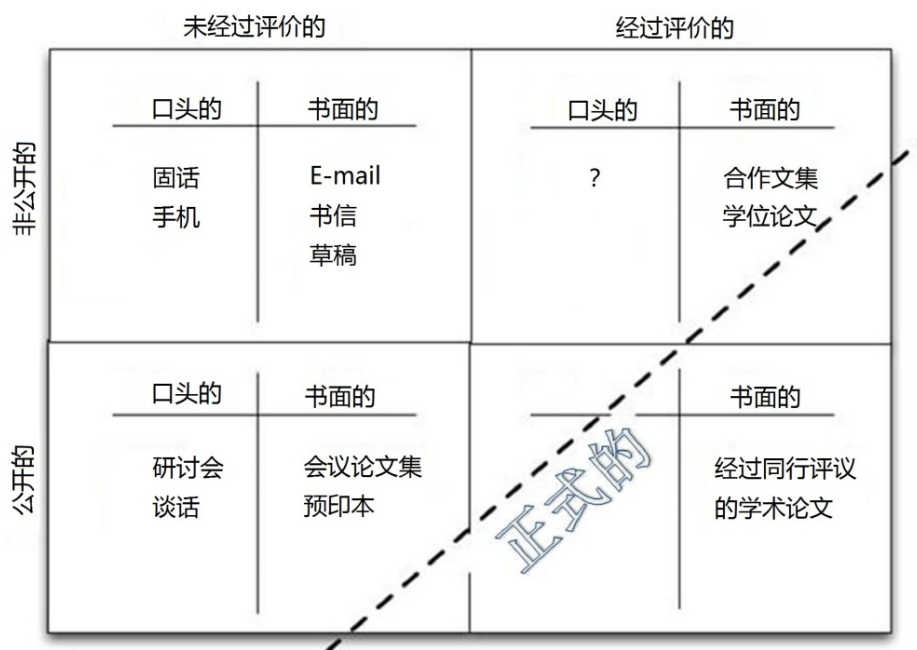 未经过评价的
经过评价的
非公开的
口头的
书面的
固话
手机
E-mail
书信
草稿
口头的
书面的
?
合作文集
学位论文
公开的
口头的
书面的
研讨会
谈话
会议论文集
预印本
正式的
书面的
经过同行评议
的学术论文